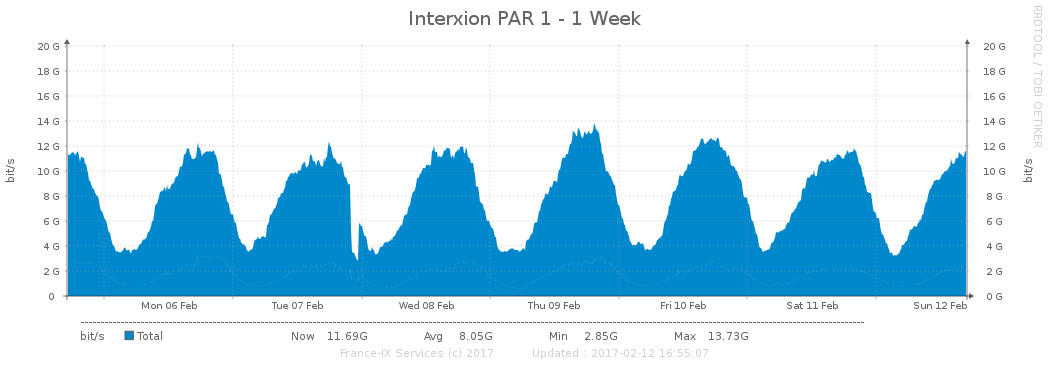 Interxion PAR 1 - 1 Week
RRDTOOL / TOBI OETIKER
20 G 20 G
18 G 18 G
16 G 16 G
14 G 14 G
12 G 12 G
10 G 10 G
8 G 8 G
6 G 6 G
4 G 4 G
2 G 2 G
0 0 G
bit/s bit/s
Mon 06 Feb Tue 07 Feb Wed 08 Feb Thu 09 Feb Fri 10 Feb Sat 11 Feb Sun 12 Feb
bit/s Total Now 11.69G Avg 8.05G Min 2.85G Max 13.73G
France-IX Services (c) 2017 Updated : 2017-02-12 16:55:07